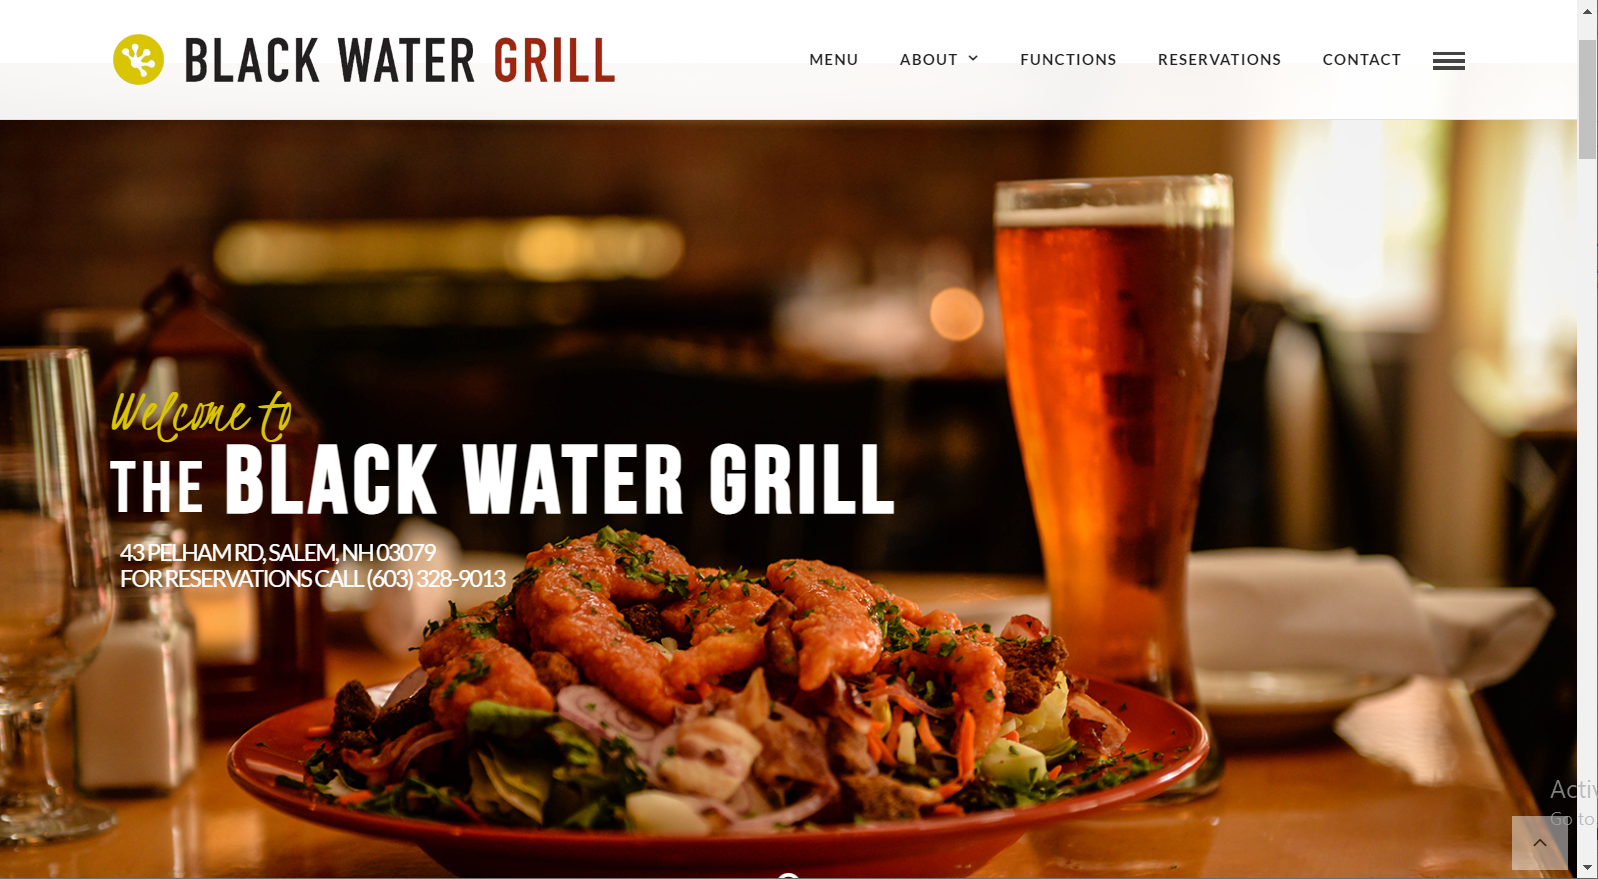 BLACK WATER GRILL
MENU ABOUT FUNCTIONS RESERVATIONS CONTACT
Welcome to
THE BLACK WATER GRILL
43 PELHAM RD, SALEM, NH 03079
FOR RESERVATIONS CALL (603) 328-9013
Go to